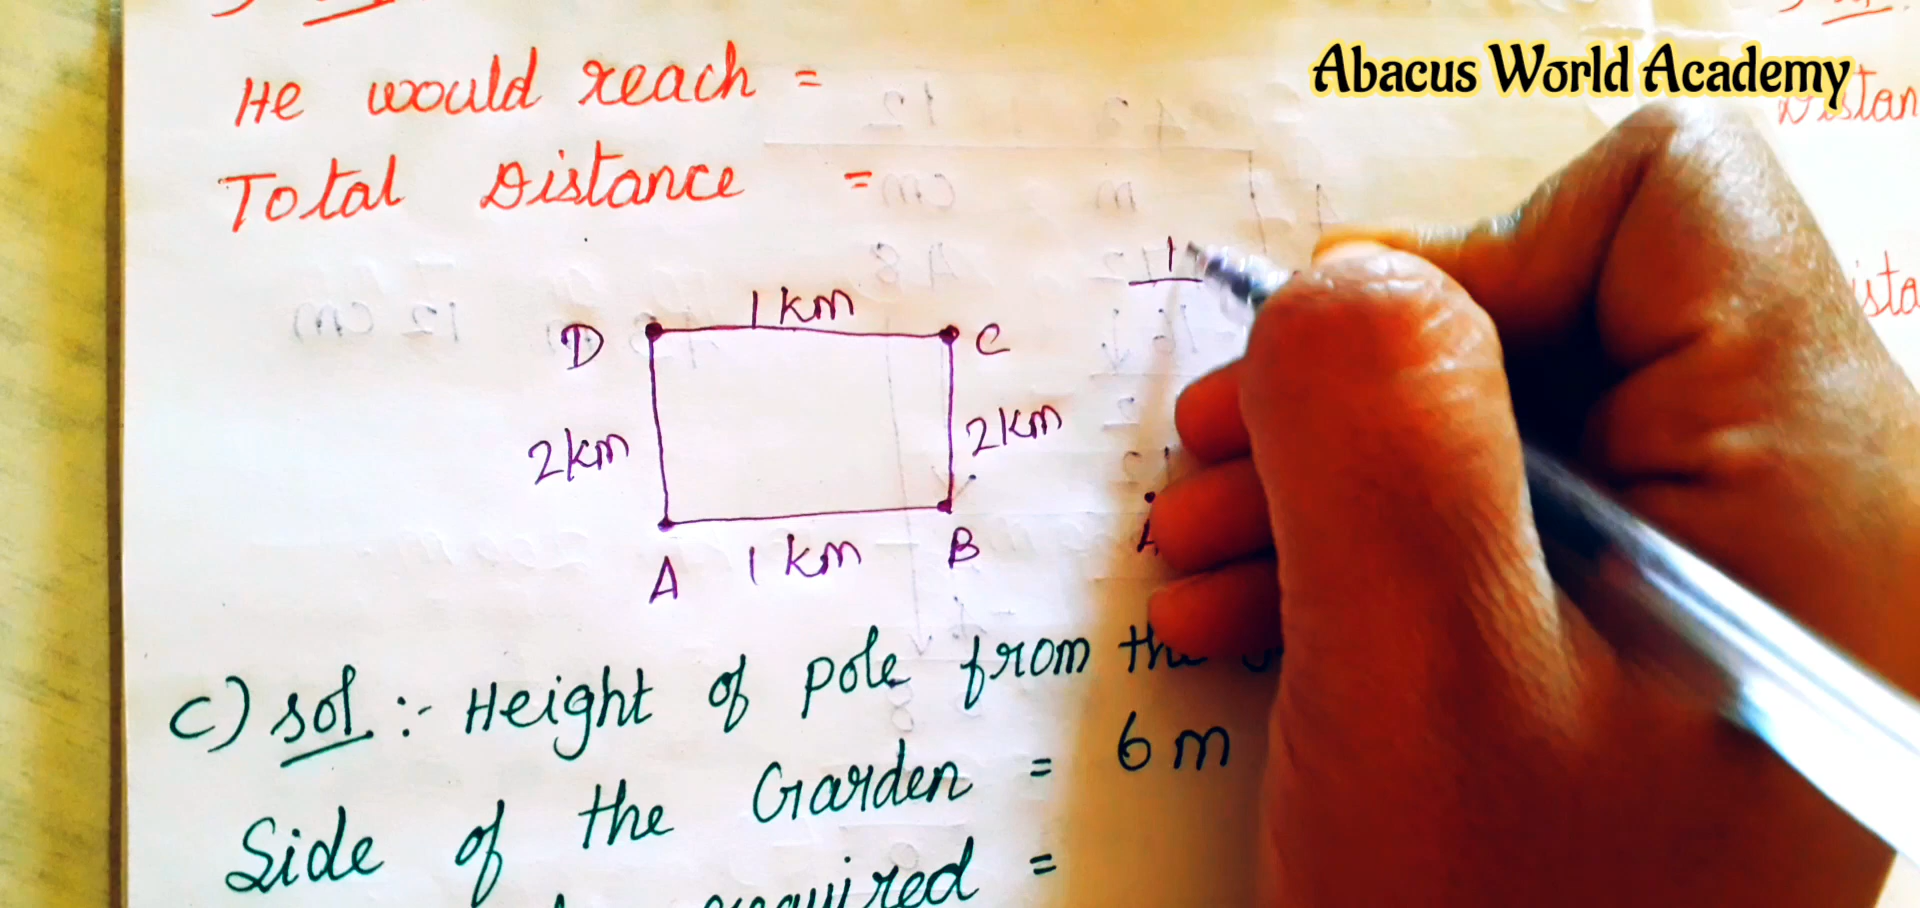 Abacus World Academy
He would reach =
Total Distance =
1 km
D
C
2km
2km
A
1 km
B
1
c) sol :- Height of pole from the
Side of the Garden = 6 m
required =